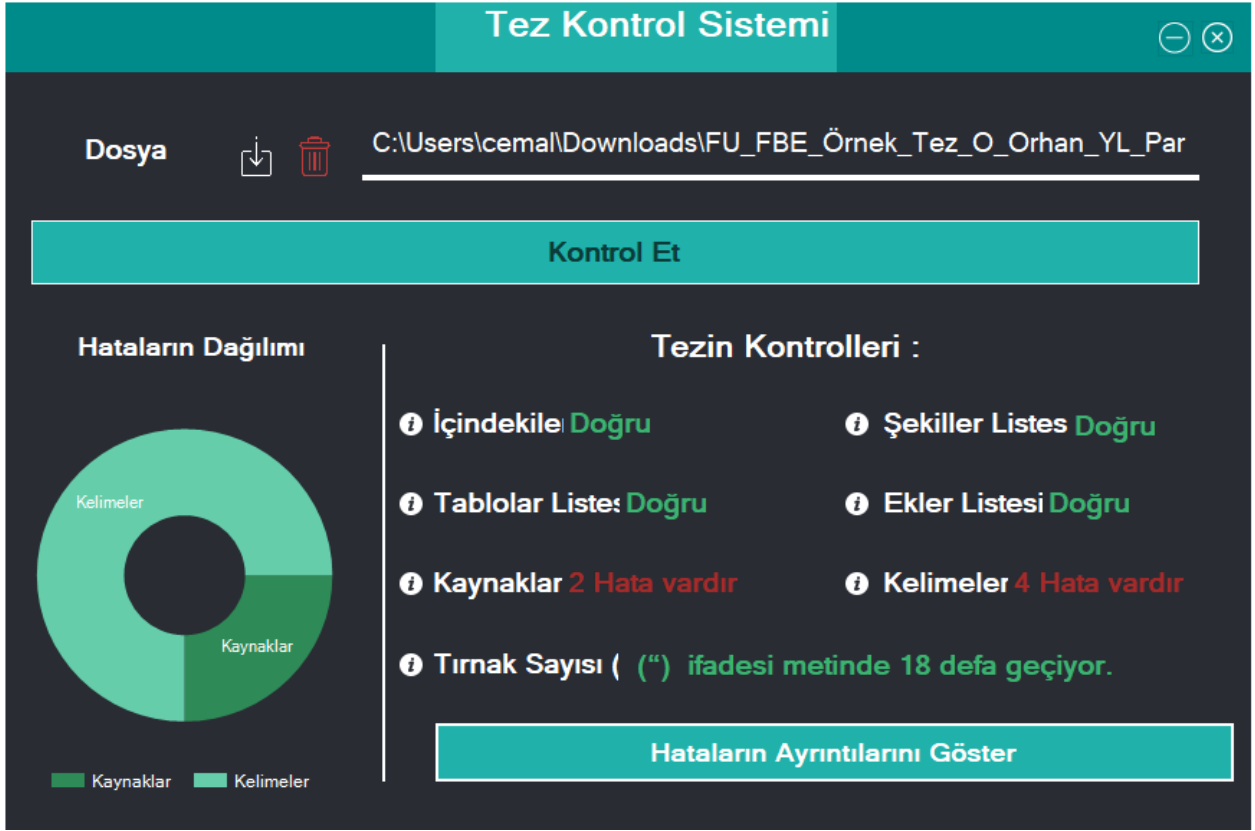 Tez Kontrol Sistemi
Dosya
C:\Users\cemal\Downloads\FU_FBE_Örnek_Tez_O_Orhan_YL_Par
Kontrol Et
Hataların Dağılımı
Kelimeler
Kaynaklar
Kaynaklar Kelimeler
Tezin Kontrolleri :
İçindekiler Doğru
Şekiller Listes Doğru
Tablolar Listes Doğru
Ekler Listesi Doğru
Kaynaklar 2 Hata vardır
Kelimeler 4 Hata vardır
Tırnak Sayısı ( (“) ifadesi metinde 18 defa geçiyor.
Hataların Ayrıntılarını Göster